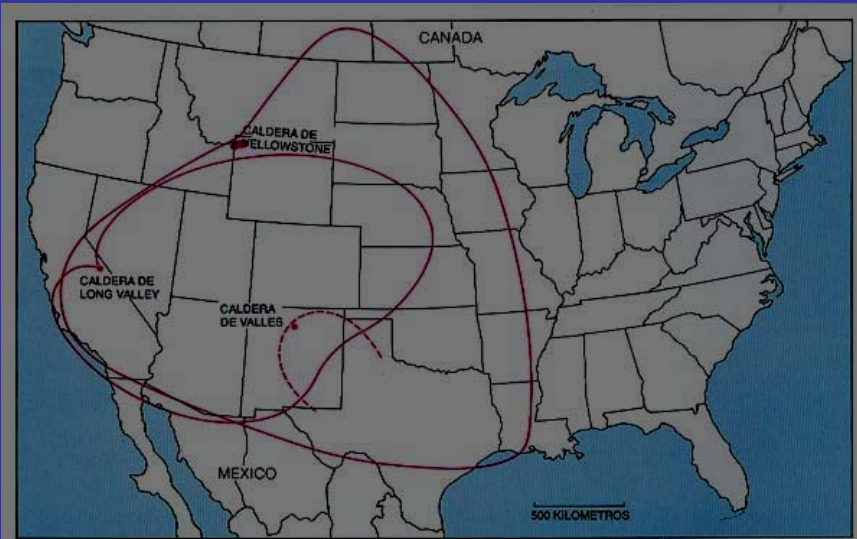 CANADA
CALDERA DE
YELLOWSTONE
CALDERA DE
LONG VALLEY
CALDERA
DE VALLES
MEXICO
500 KILOMETROS